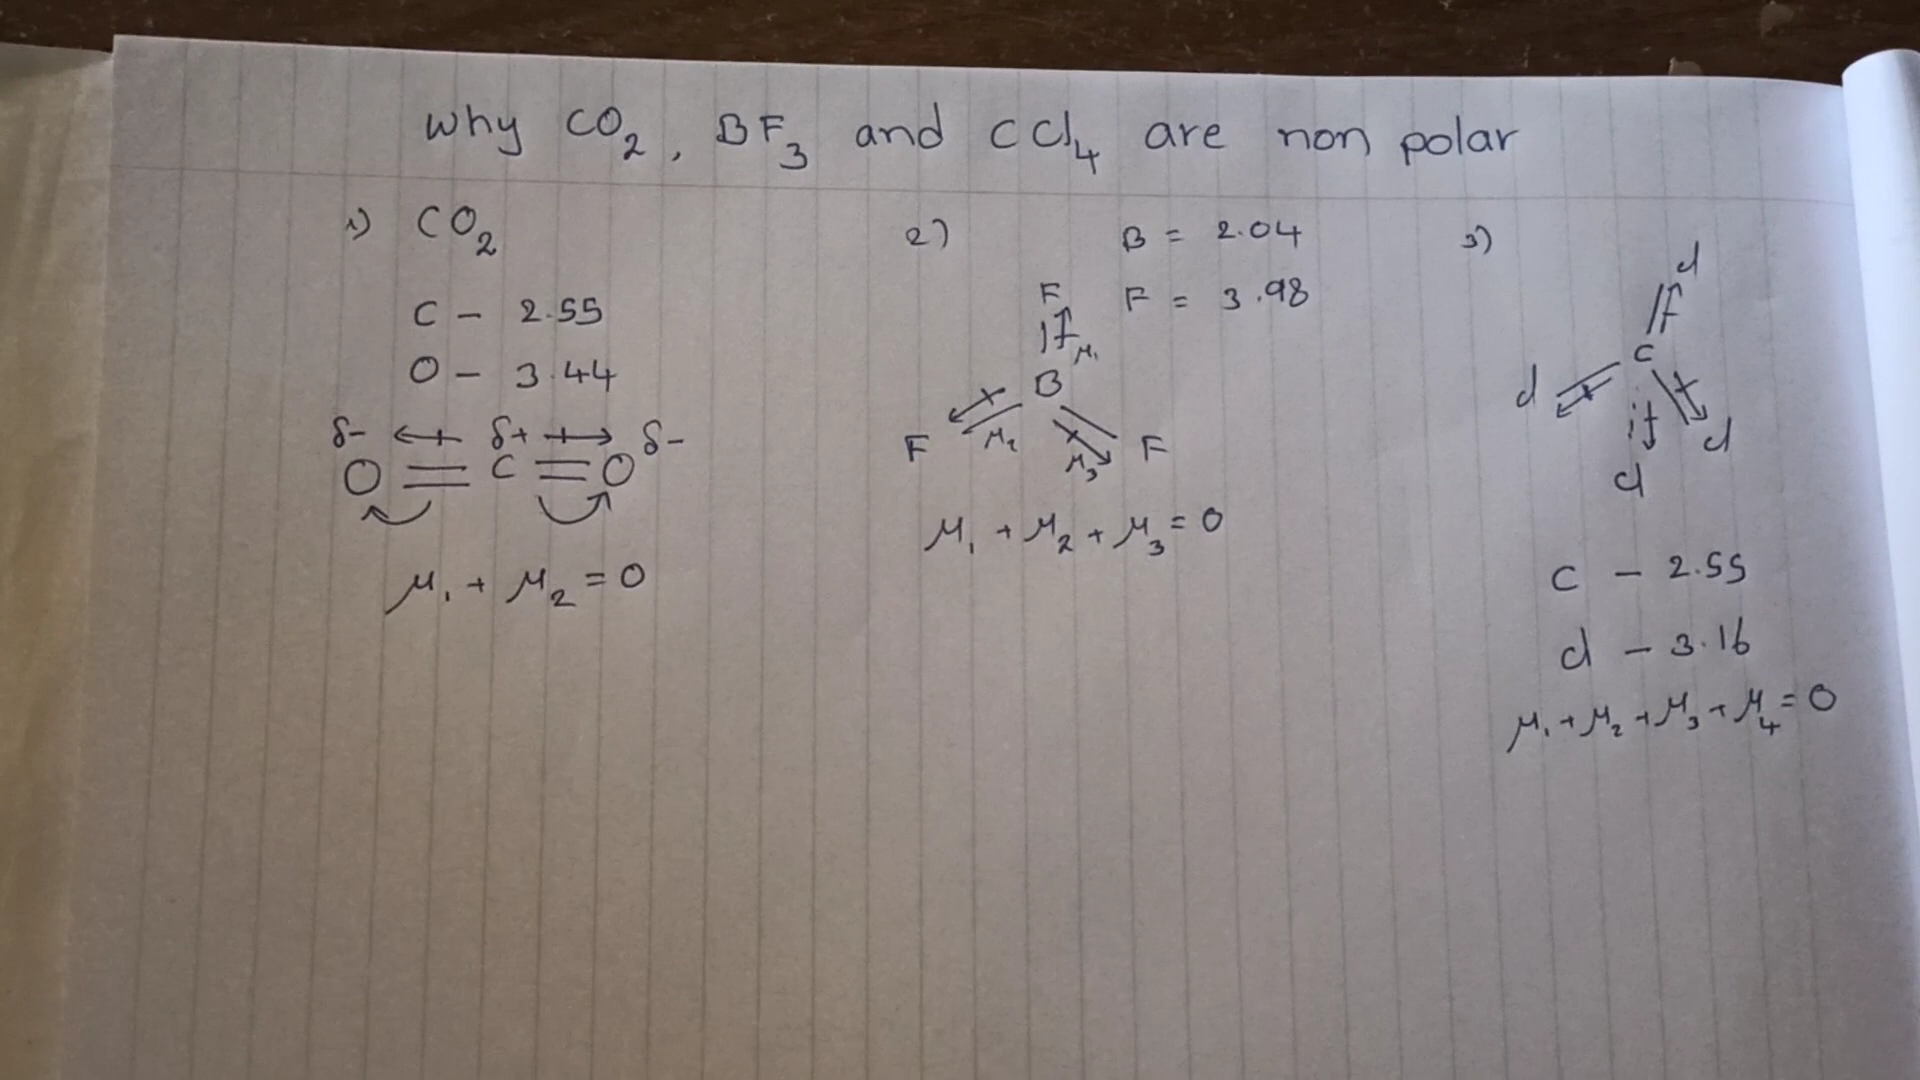 why CO₂, BF₃ and CCl₄ are non polar
1) CO₂
C - 2.55
O - 3.44
δ- δ+ δ-
O = C = O
μ₁ + μ₂ = 0
2)
B = 2.04
F = 3.98
F
μ₁
B
F μ₂ μ₃ F
μ₁ + μ₂ + μ₃ = 0
3)
Cl
C
Cl
Cl
Cl
C - 2.55
Cl - 3.16
μ₁ + μ₂ + μ₃ + μ₄ = 0